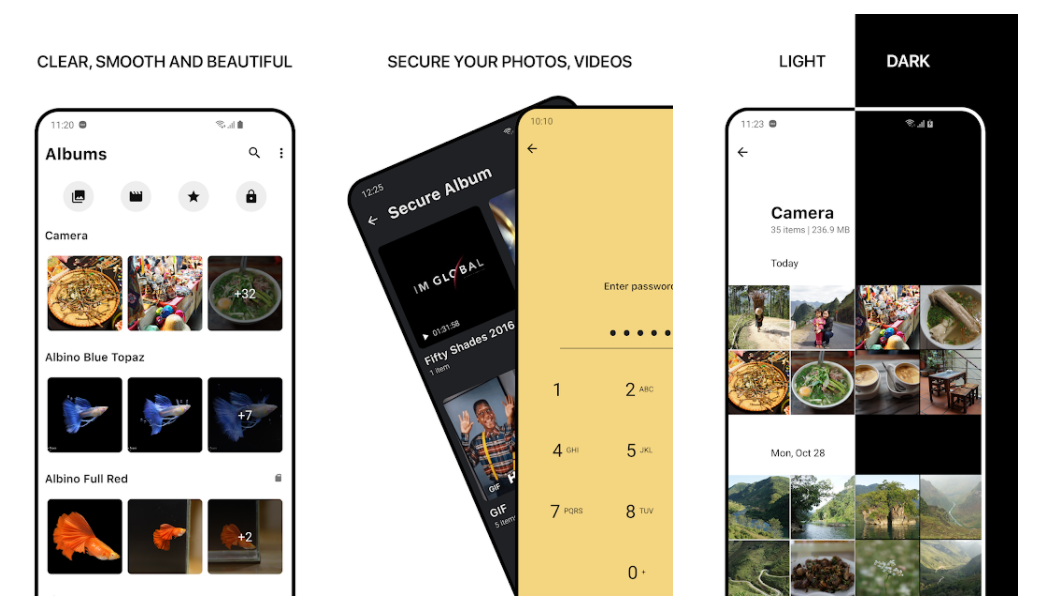 CLEAR, SMOOTH AND BEAUTIFUL
11:20
Albums
Camera
+32
Albino Blue Topaz
+7
Albino Full Red
+2
SECURE YOUR PHOTOS, VIDEOS
12:25
Secure Album
IM GLOBAL
01:31:58
Fifty Shades 2016
1 item
GIF
GIF
5 item
10:10
Enter passwor
1
2 ABC
4 GHI
5 JKL
7 PQRS
8 TUV
0 +
LIGHT
DARK
11:23
Camera
35 items | 236.9 MB
Today
Mon, Oct 28